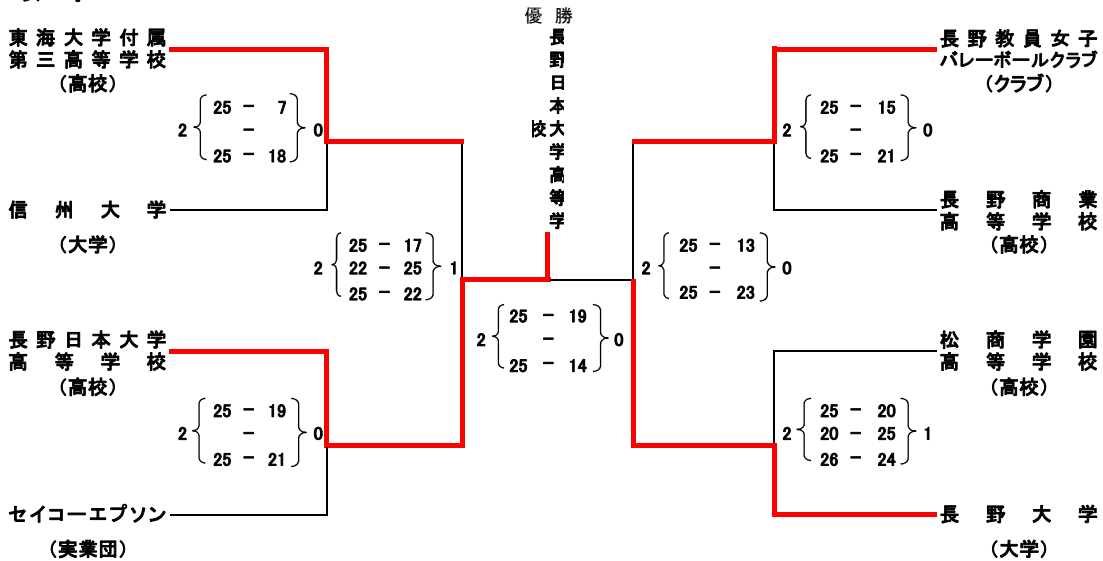 優勝
長野日本大学高等学校
東海大学付属
第三高等学校
（高校）
2 25 － 7 0
－
25 － 18
信州大学
（大学）
2 25 － 17 1
22 － 25
25 － 22
長野日本大学
高等学校
（高校）
2 25 － 19 0
－
25 － 21
セイコーエプソン
（実業団）
2 25 － 19 0
－
25 － 14
長野教員女子
バレーボールクラブ
（クラブ）
2 25 － 15 0
－
25 － 21
長野商業
高等学校
（高校）
2 25 － 13 0
－
25 － 23
松商学園
高等学校
（高校）
2 25 － 20 1
20 － 25
26 － 24
長野大学
（大学）